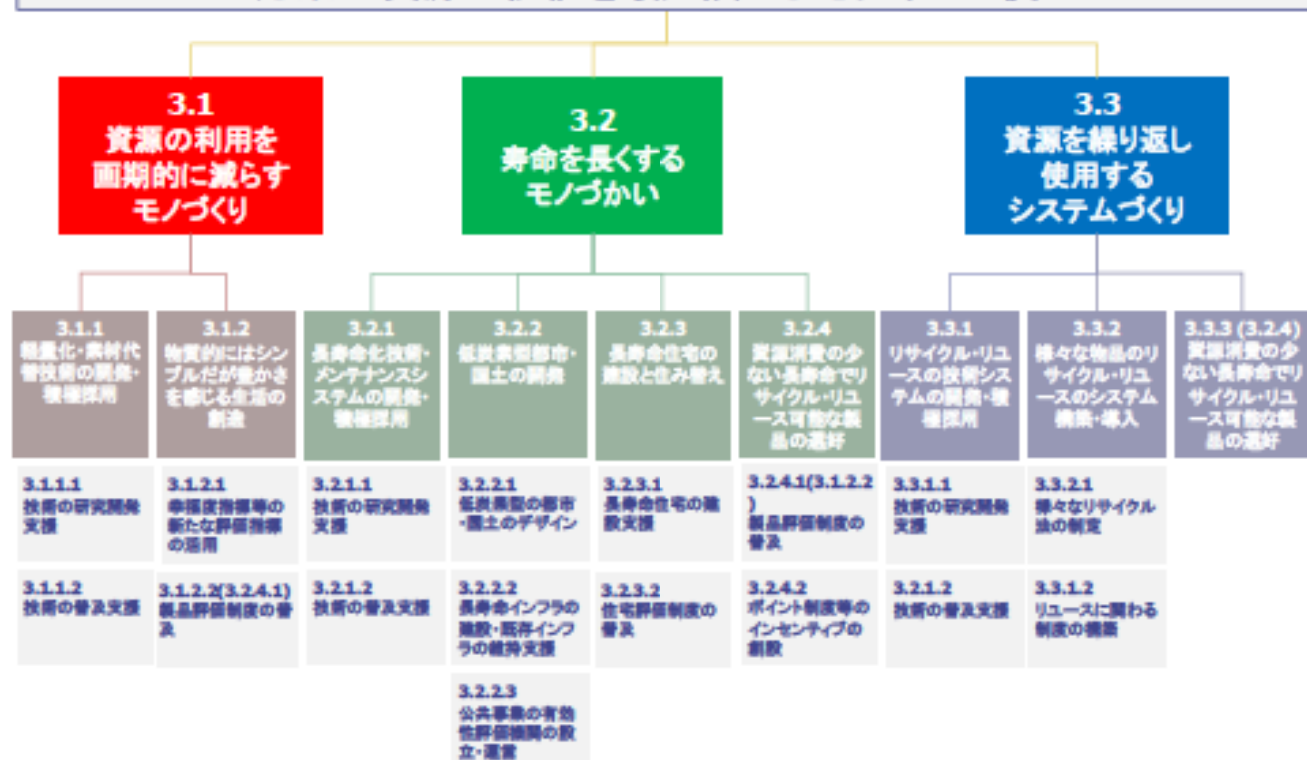 3.1
資源の利用を
画期的に減らす
モノづくり
3.2
寿命を長くする
モノづかい
3.3
資源を繰り返し
使用する
システムづくり
3.1.1
軽量化・素材代
替技術の開発・
積極採用
3.1.2
物質的にはシン
プルだが豊かさ
を感じる生活の
創造
3.2.1
長寿命化技術・
メンテナンスシ
ステムの開発・
積極採用
3.2.2
低炭素型都市・
国土の開発
3.2.3
長寿命住宅の
建設と住み替え
3.2.4
資源消費の少
ない長寿命でリ
サイクル・リユ
ース可能な製
品の選好
3.3.1
リサイクル・リユ
ースの技術シス
テムの開発・積
極採用
3.3.2
様々な物品のリ
サイクル・リユ
ースのシステム
構築・導入
3.3.3 (3.2.4)
資源消費の少
ない長寿命でリ
サイクル・リユ
ース可能な製
品の選好
3.1.1.1
技術の研究開発
支援
3.1.2.1
幸福度指標等の
新たな評価指標
の活用
3.2.1.1
技術の研究開発
支援
3.2.2.1
低炭素型の都市
・国土のデザイン
3.2.3.1
長寿命住宅の建
設支援
3.2.4.1(3.1.2.2
)
製品評価制度の
普及
3.3.1.1
技術の研究開発
支援
3.3.2.1
様々なリサイクル
法の制定
3.1.1.2
技術の普及支援
3.1.2.2(3.2.4.1)
製品評価制度の普
及
3.2.1.2
技術の普及支援
3.2.2.2
長寿命インフラの
建設・既存インフ
ラの維持支援
3.2.3.2
住宅評価制度の
普及
3.2.4.2
ポイント制度等の
インセンティブの
創設
3.2.1.2
技術の普及支援
3.3.1.2
リユースに関わる
制度の構築
3.2.2.3
公共事業の有効
性評価機関の設
立・運営